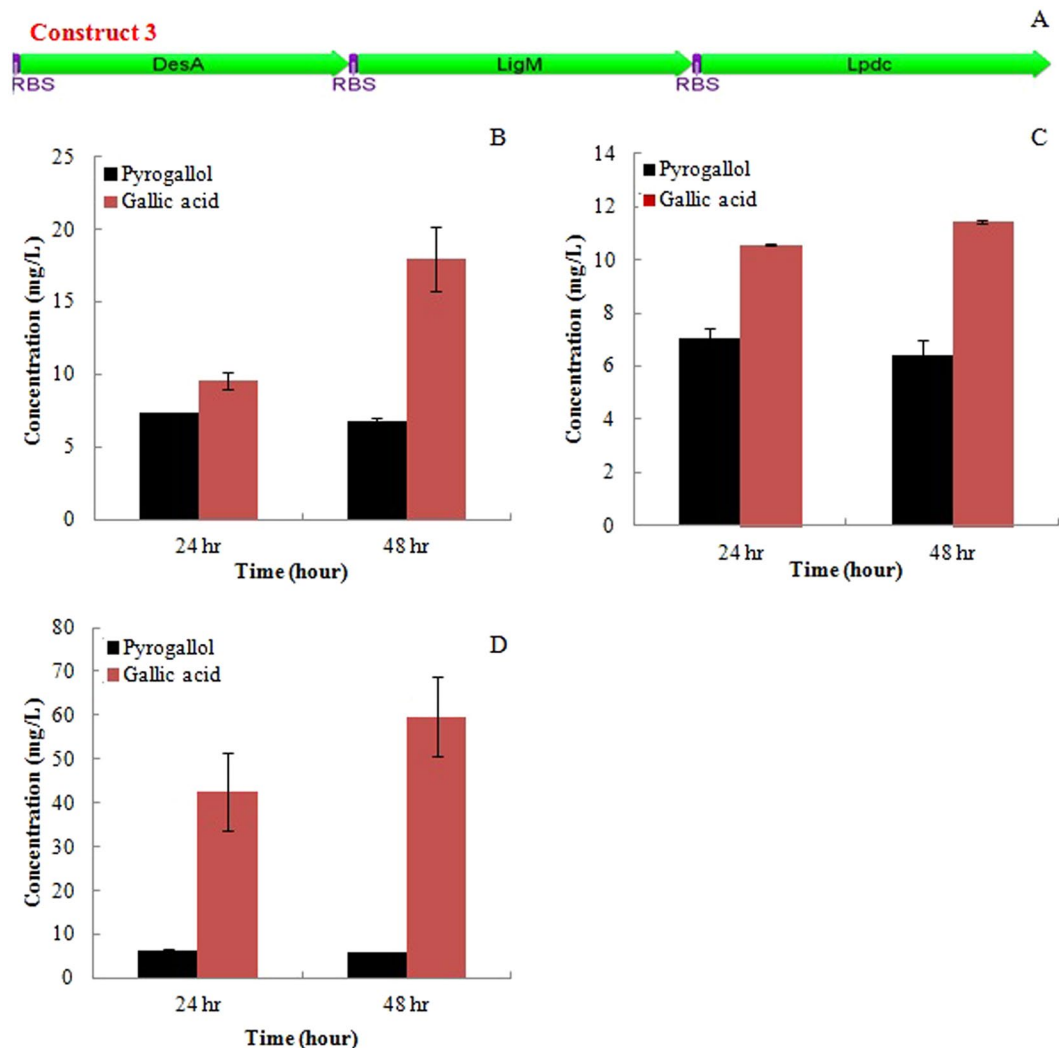 A
Construct 3
DesA LigM Lpdc
RBS RBS RBS
B
25
20
15
10
5
0
Pyrogallol
Gallic acid
Concentration (mg/L)
24 hr 48 hr
Time (hour)
C
14
12
10
8
6
4
2
0
Pyrogallol
Gallic acid
Concentration (mg/L)
24 hr 48 hr
Time (hour)
D
80
70
60
50
40
30
20
10
0
Pyrogallol
Gallic acid
Concentration (mg/L)
24 hr 48 hr
Time (hour)